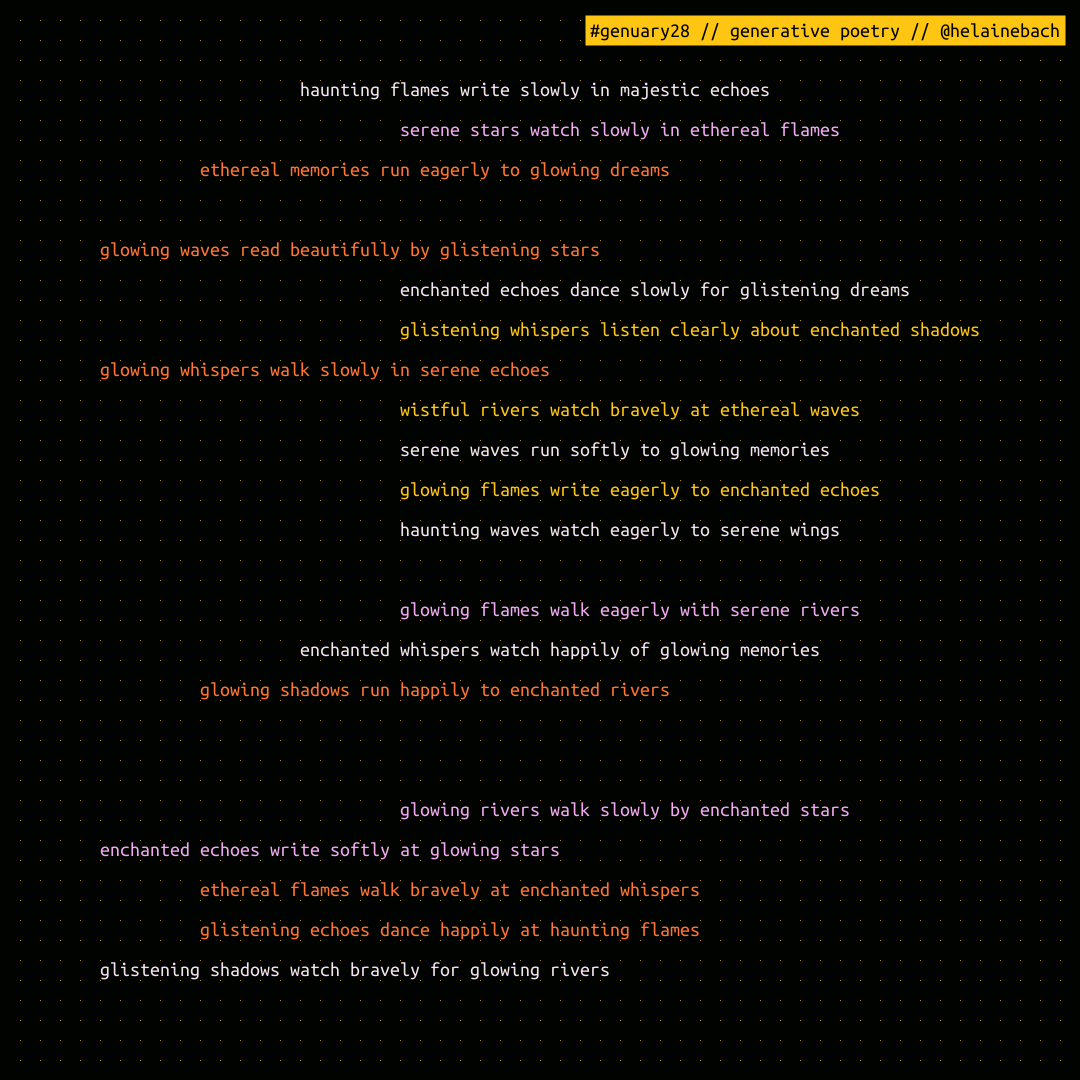 #genuary28 // generative poetry // @helainebach
haunting flames write slowly in majestic echoes
serene stars watch slowly in ethereal flames
ethereal memories run eagerly to glowing dreams
glowing waves read beautifully by glistening stars
enchanted echoes dance slowly for glistening dreams
glistening whispers listen clearly about enchanted shadows
glowing whispers walk slowly in serene echoes
wistful rivers watch bravely at ethereal waves
serene waves run softly to glowing memories
glowing flames write eagerly to enchanted echoes
haunting waves watch eagerly to serene wings
glowing flames walk eagerly with serene rivers
enchanted whispers watch happily of glowing memories
glowing shadows run happily to enchanted rivers
glowing rivers walk slowly by enchanted stars
enchanted echoes write softly at glowing stars
ethereal flames walk bravely at enchanted whispers
glistening echoes dance happily at haunting flames
glistening shadows watch bravely for glowing rivers